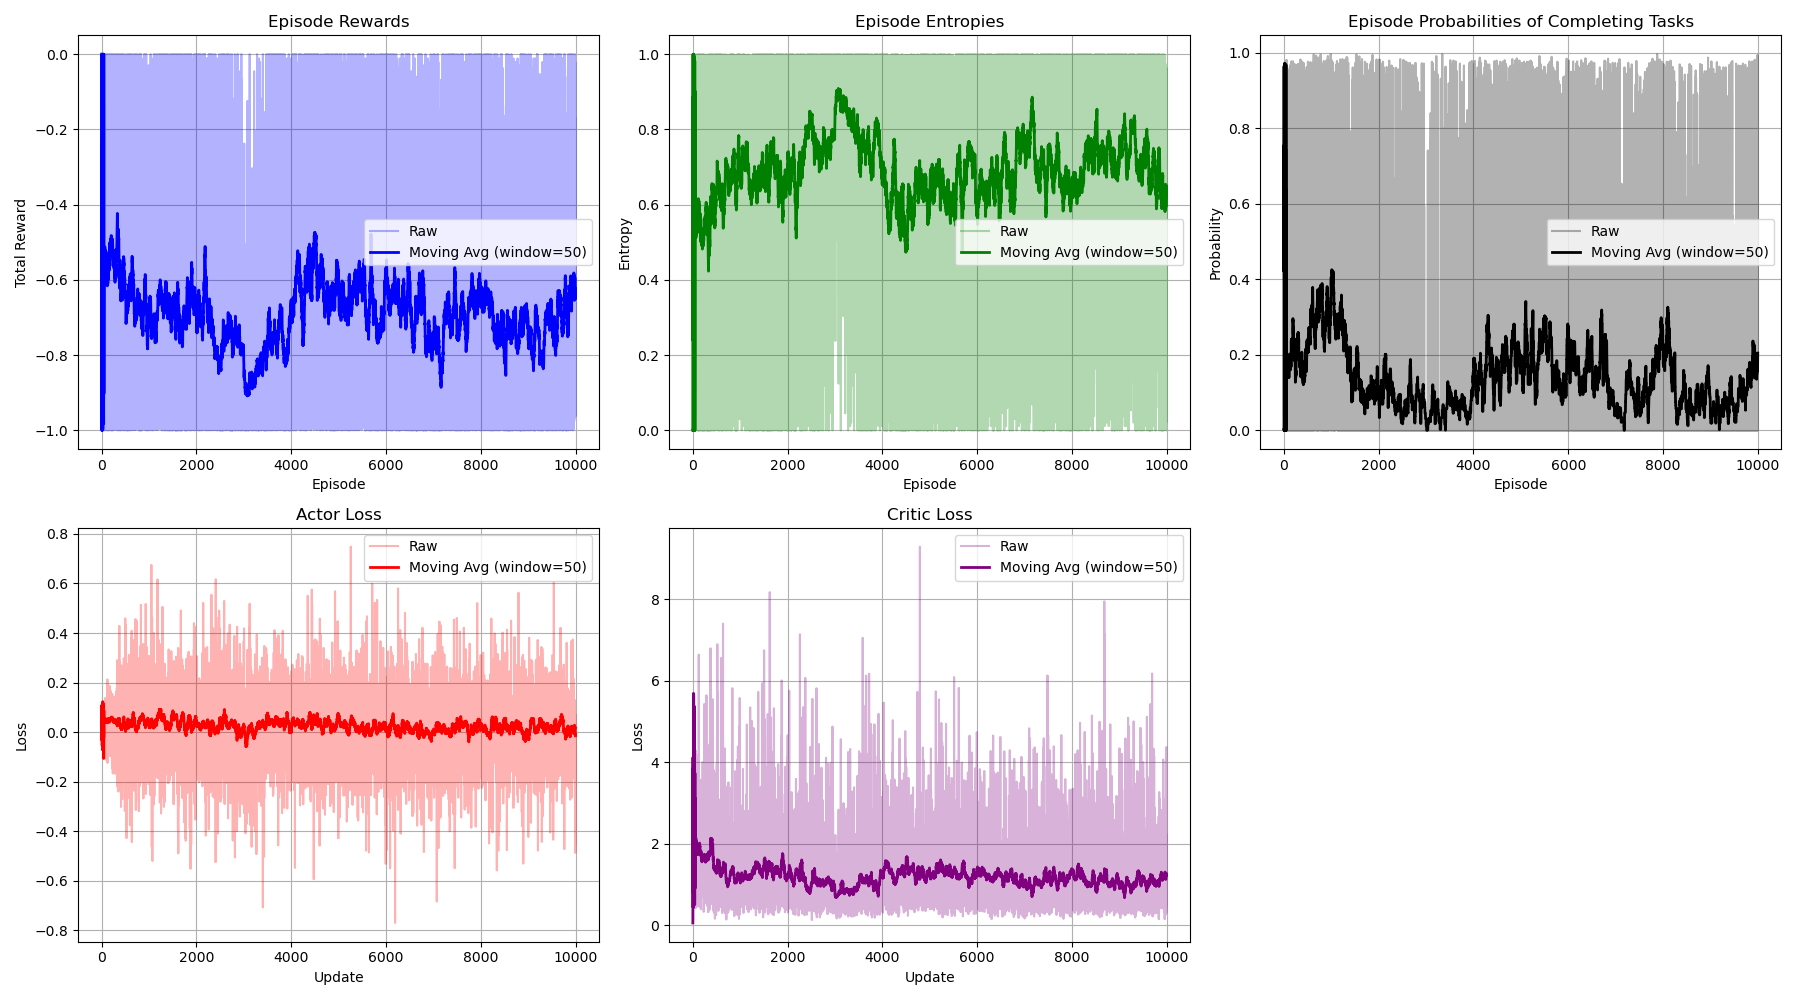 Episode Rewards
Total Reward
0.0
−0.2
−0.4
−0.6
−0.8
−1.0
0 2000 4000 6000 8000 10000
Episode
Raw
Moving Avg (window=50)
Episode Entropies
Entropy
1.0
0.8
0.6
0.4
0.2
0.0
0 2000 4000 6000 8000 10000
Episode
Raw
Moving Avg (window=50)
Episode Probabilities of Completing Tasks
Probability
1.0
0.8
0.6
0.4
0.2
0.0
0 2000 4000 6000 8000 10000
Episode
Raw
Moving Avg (window=50)
Actor Loss
Loss
0.8
0.6
0.4
0.2
0.0
−0.2
−0.4
−0.6
−0.8
0 2000 4000 6000 8000 10000
Update
Raw
Moving Avg (window=50)
Critic Loss
Loss
8
6
4
2
0
0 2000 4000 6000 8000 10000
Update
Raw
Moving Avg (window=50)